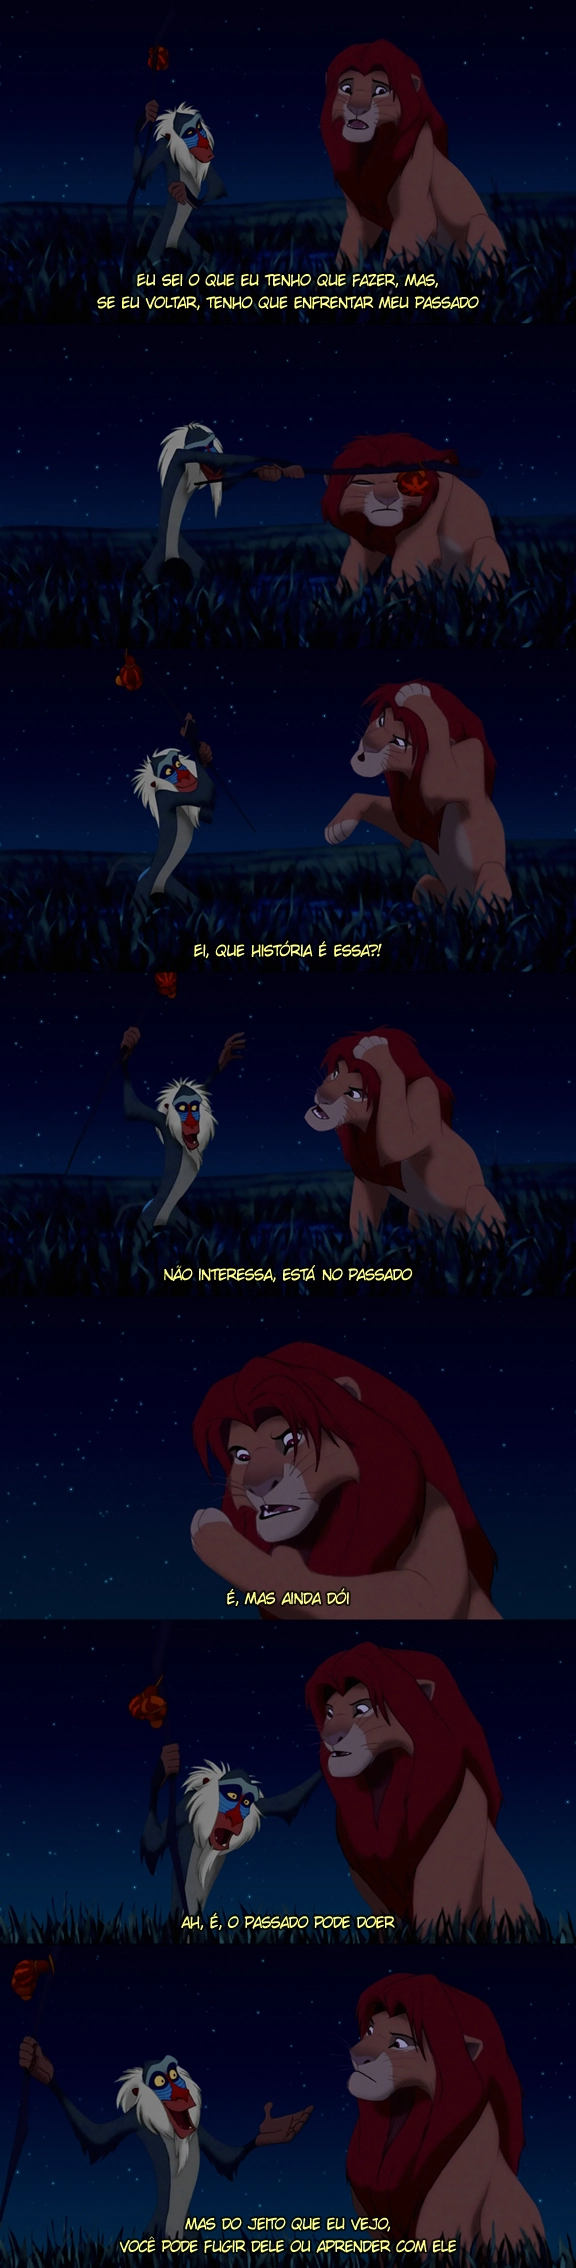 EU SEI O QUE EU TENHO QUE FAZER, MAS,
SE EU VOLTAR, TENHO QUE ENFRENTAR MEU PASSADO
EI, QUE HISTÓRIA É ESSA?!
NÃO INTERESSA, ESTÁ NO PASSADO
É, MAS AINDA DÓI
AH, É, O PASSADO PODE DOER
MAS DO JEITO QUE EU VEJO,
VOCÊ PODE FUGIR DELE OU APRENDER COM ELE